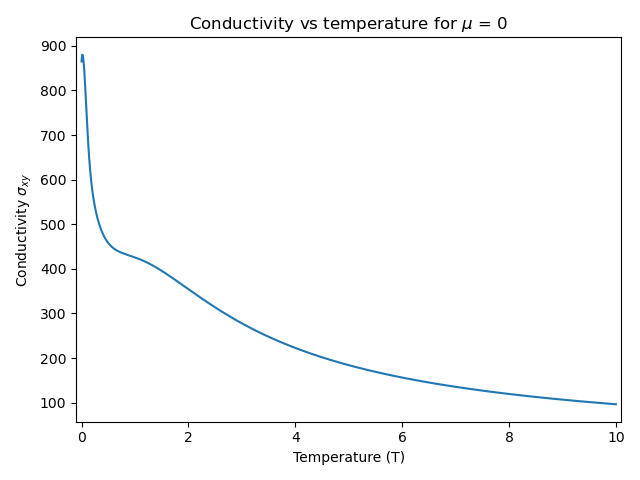 Conductivity vs temperature for μ = 0
900
800
700
600
500
400
300
200
100
Conductivity σxy
0 2 4 6 8 10
Temperature (T)